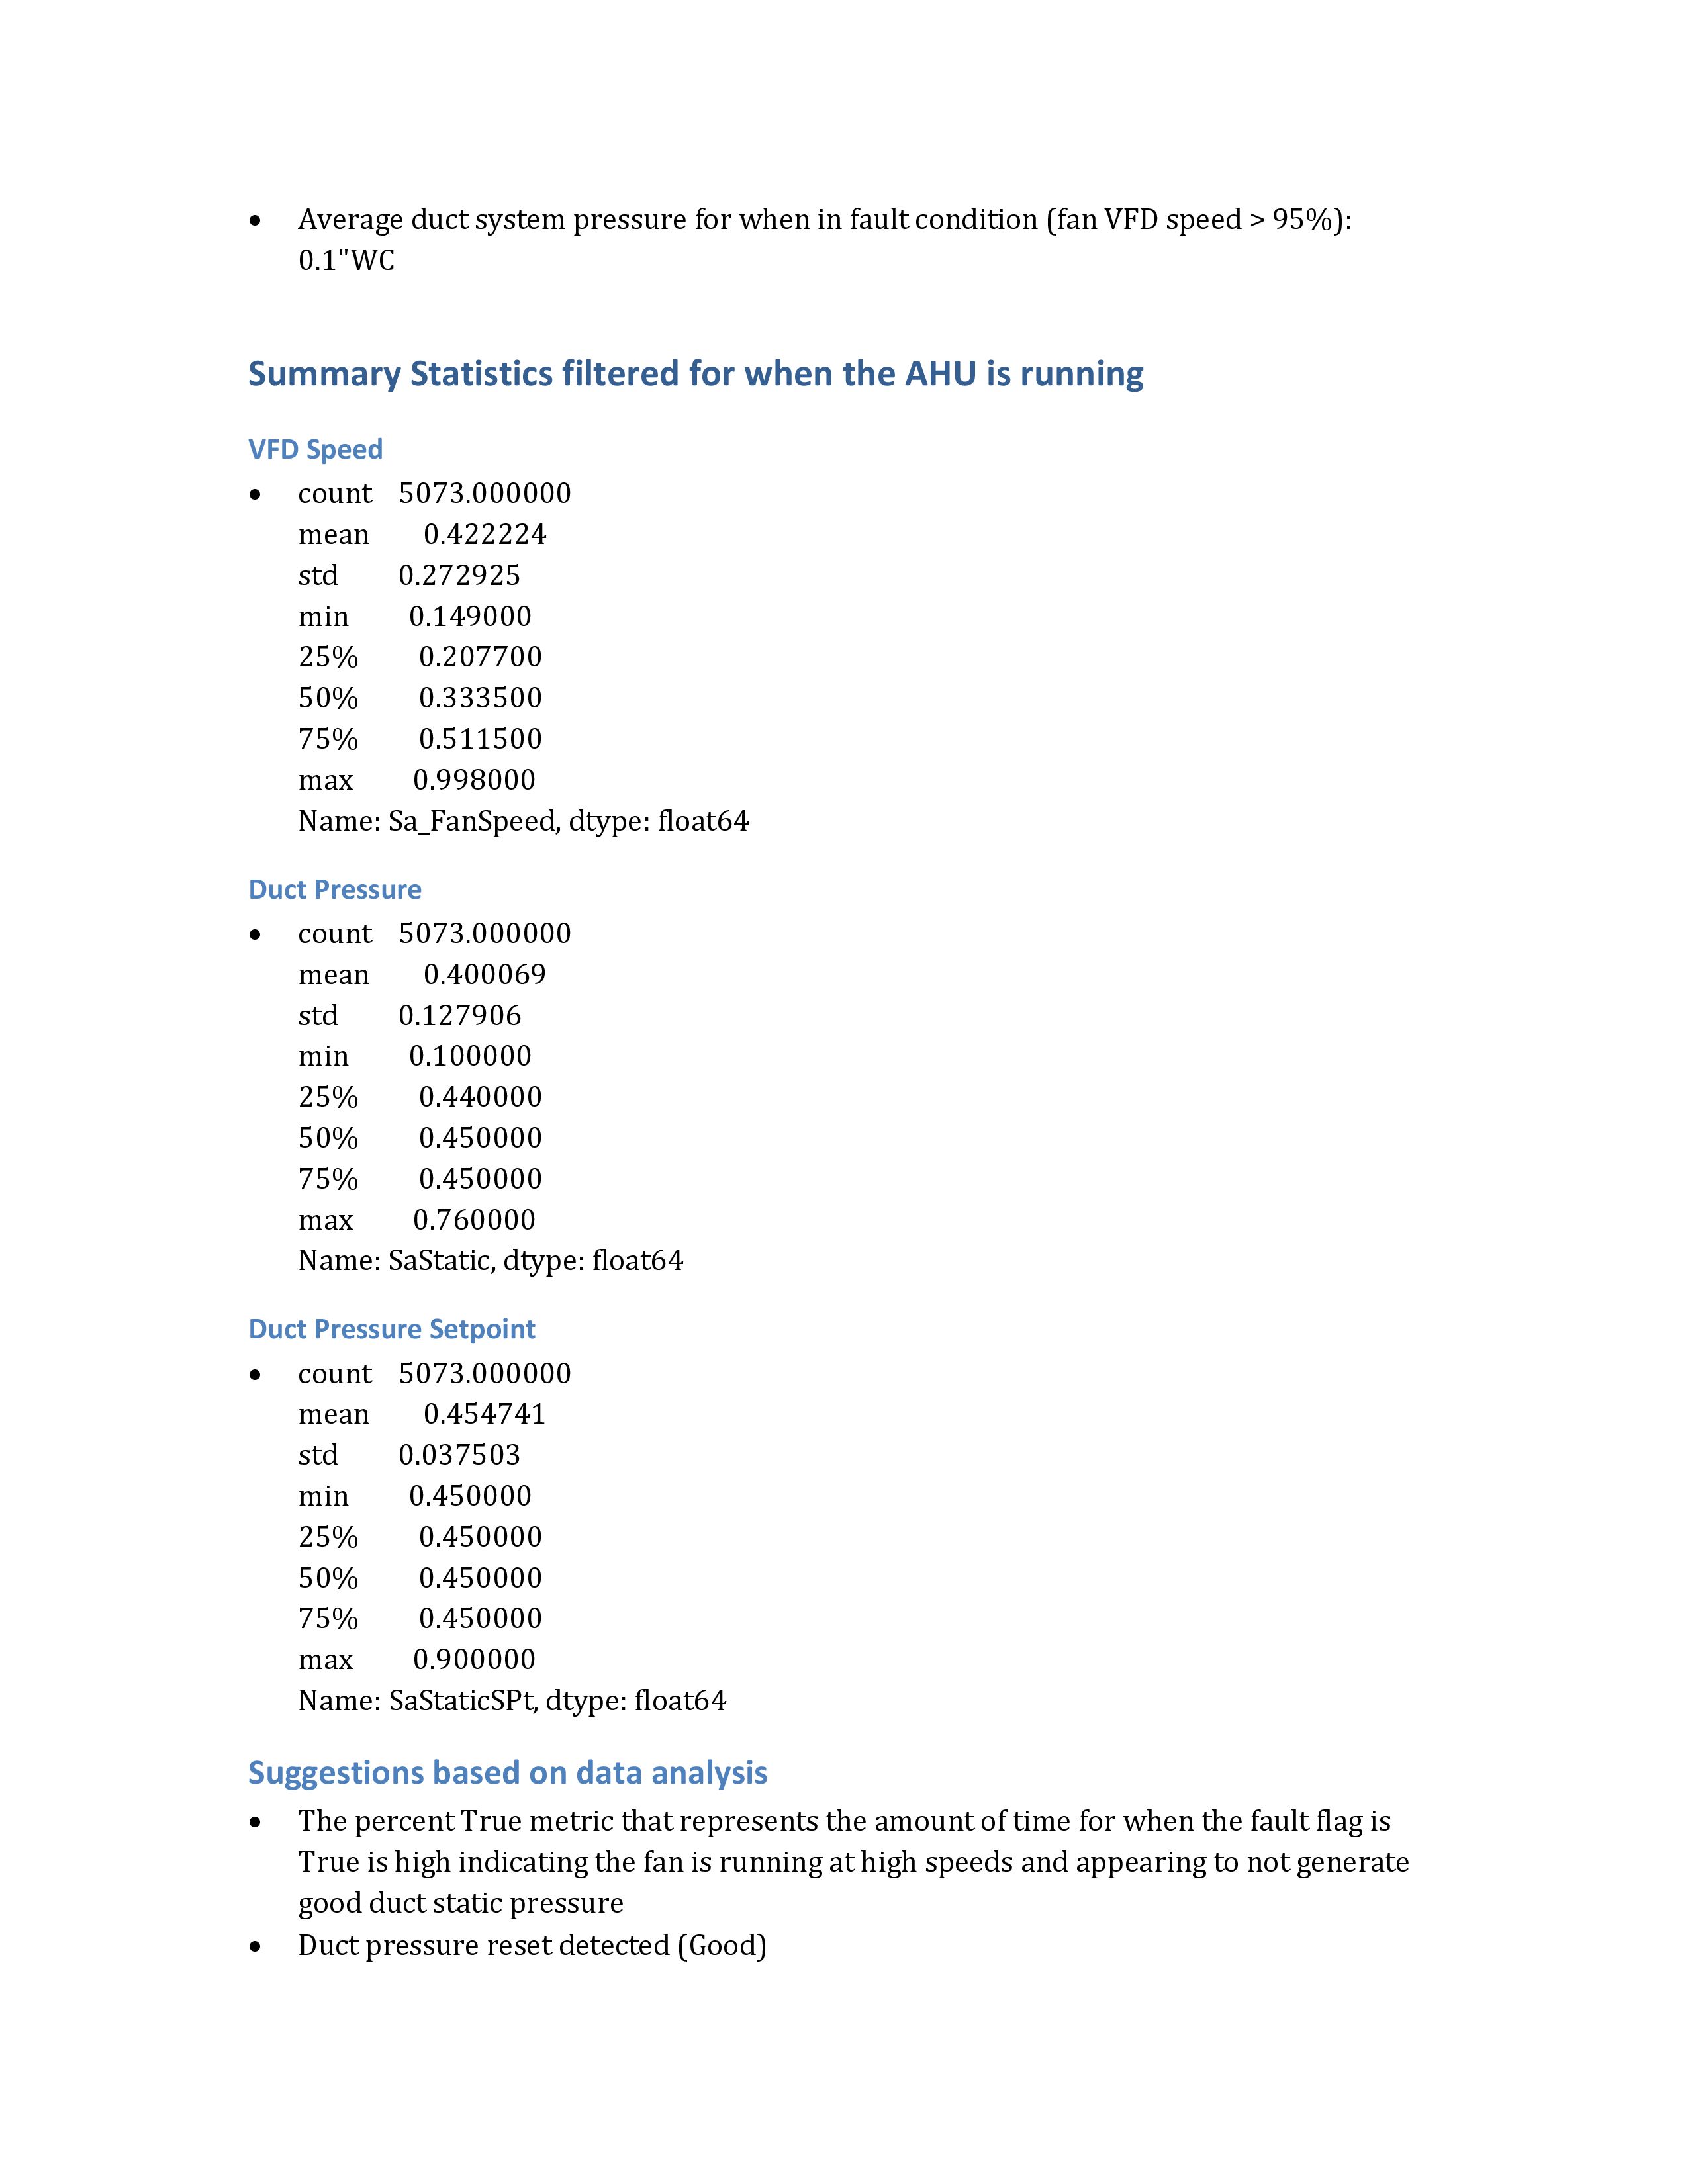 • Average duct system pressure for when in fault condition (fan VFD speed > 95%):
0.1"WC
Summary Statistics filtered for when the AHU is running
VFD Speed
• count 5073.000000
mean 0.422224
std 0.272925
min 0.149000
25% 0.207700
50% 0.333500
75% 0.511500
max 0.998000
Name: Sa_FanSpeed, dtype: float64
Duct Pressure
• count 5073.000000
mean 0.400069
std 0.127906
min 0.100000
25% 0.440000
50% 0.450000
75% 0.450000
max 0.760000
Name: SaStatic, dtype: float64
Duct Pressure Setpoint
• count 5073.000000
mean 0.454741
std 0.037503
min 0.450000
25% 0.450000
50% 0.450000
75% 0.450000
max 0.900000
Name: SaStaticSPt, dtype: float64
Suggestions based on data analysis
• The percent True metric that represents the amount of time for when the fault flag is
True is high indicating the fan is running at high speeds and appearing to not generate
good duct static pressure
• Duct pressure reset detected (Good)